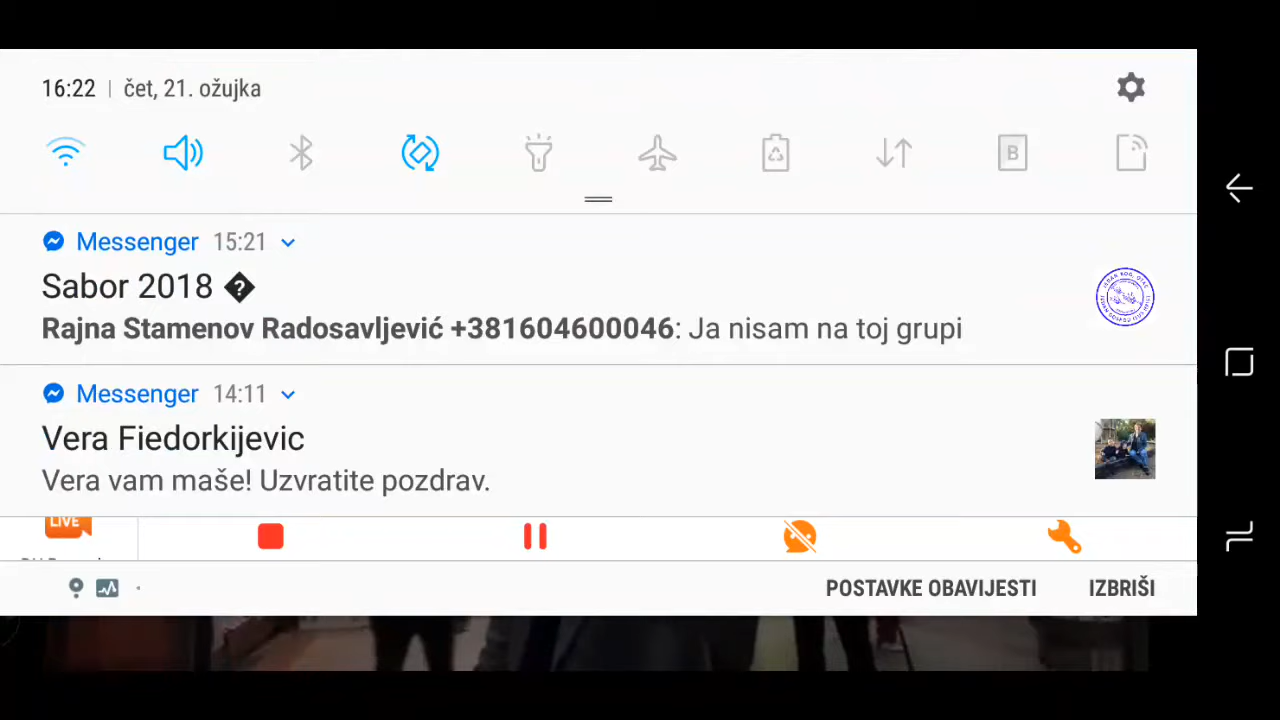 16:22 | čet, 21. ožujka
B
Messenger 15:21
Sabor 2018 �
Rajna Stamenov Radosavljević +381604600046: Ja nisam na toj grupi
Messenger 14:11
Vera Fiedorkijevic
Vera vam maše! Uzvratite pozdrav.
LIVE
POSTAVKE OBAVIJESTI IZBRIŠI